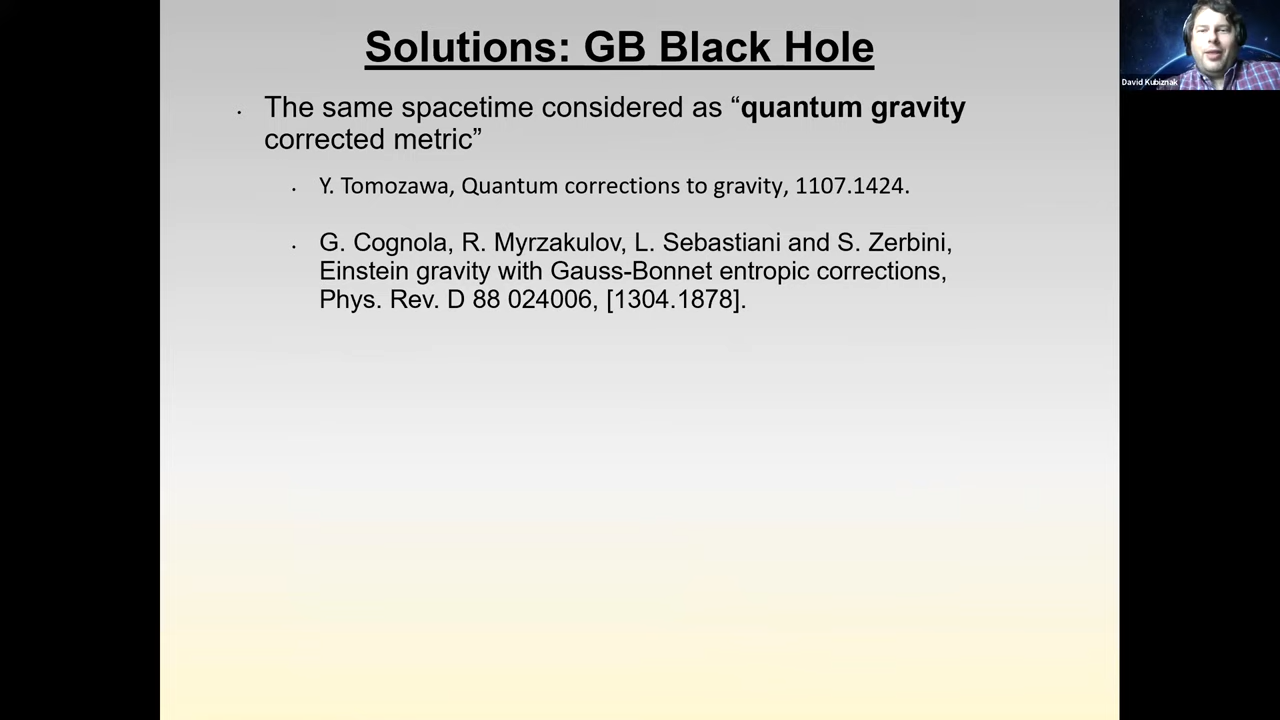 Solutions: GB Black Hole
David Kubiznak
• The same spacetime considered as “quantum gravity
corrected metric”
• Y. Tomozawa, Quantum corrections to gravity, 1107.1424.
• G. Cognola, R. Myrzakulov, L. Sebastiani and S. Zerbini,
Einstein gravity with Gauss-Bonnet entropic corrections,
Phys. Rev. D 88 024006, [1304.1878].